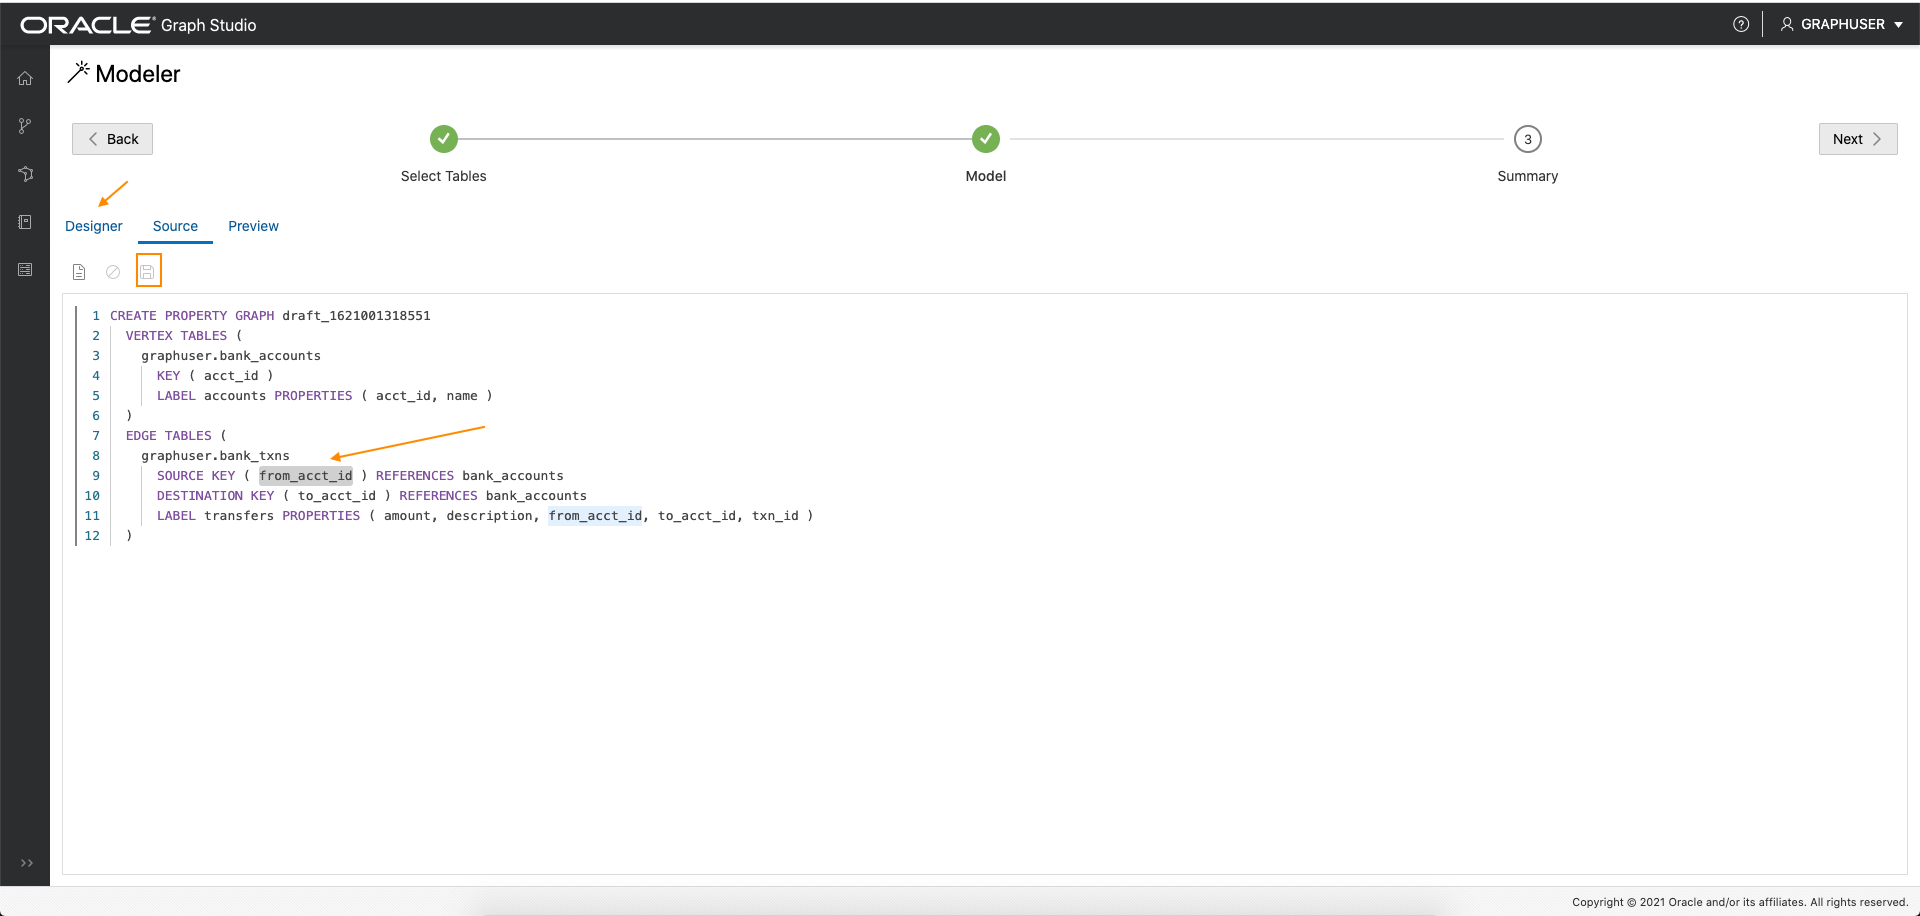 ORACLE® Graph Studio
GRAPHUSER
Modeler
Back
3
Next
Select Tables
Model
Summary
Designer
Source
Preview
1 CREATE PROPERTY GRAPH draft_1621001318551
2 VERTEX TABLES (
3 graphuser.bank_accounts
4 KEY ( acct_id )
5 LABEL accounts PROPERTIES ( acct_id, name )
6 )
7 EDGE TABLES (
8 graphuser.bank_txns
9 SOURCE KEY ( from_acct_id ) REFERENCES bank_accounts
10 DESTINATION KEY ( to_acct_id ) REFERENCES bank_accounts
11 LABEL transfers PROPERTIES ( amount, description, from_acct_id, to_acct_id, txn_id )
12 )
Copyright © 2021 Oracle and/or its affiliates. All rights reserved.